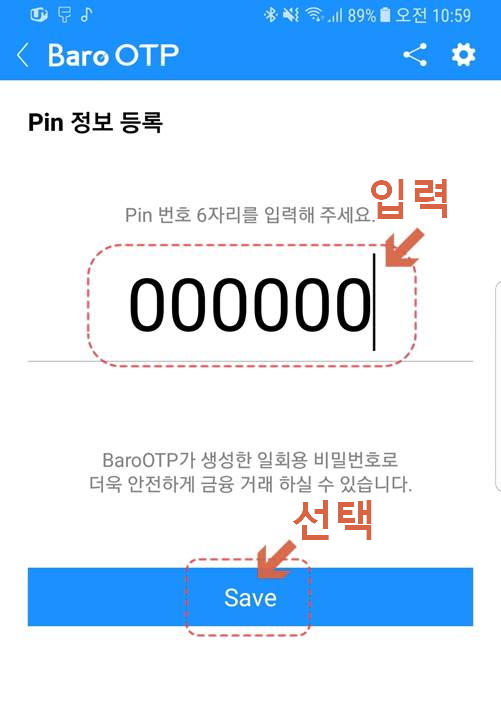 89% 오전 10:59
Baro OTP
Pin 정보 등록
입력
Pin 번호 6자리를 입력해 주세요.
000000
BaroOTP가 생성한 일회용 비밀번호로
더욱 안전하게 금융 거래 하실 수 있습니다.
선택
Save